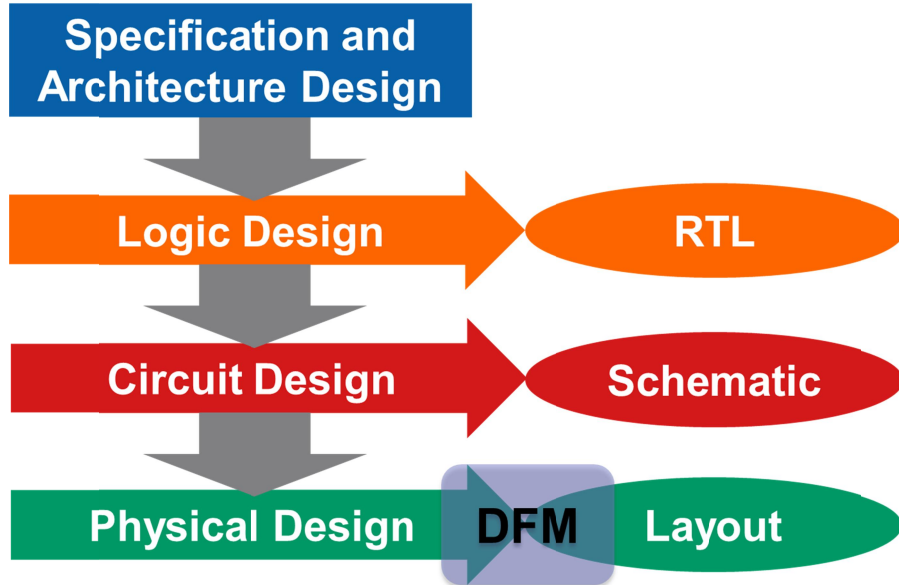 Specification and
Architecture Design
Logic Design
RTL
Circuit Design
Schematic
Physical Design
DFM
Layout